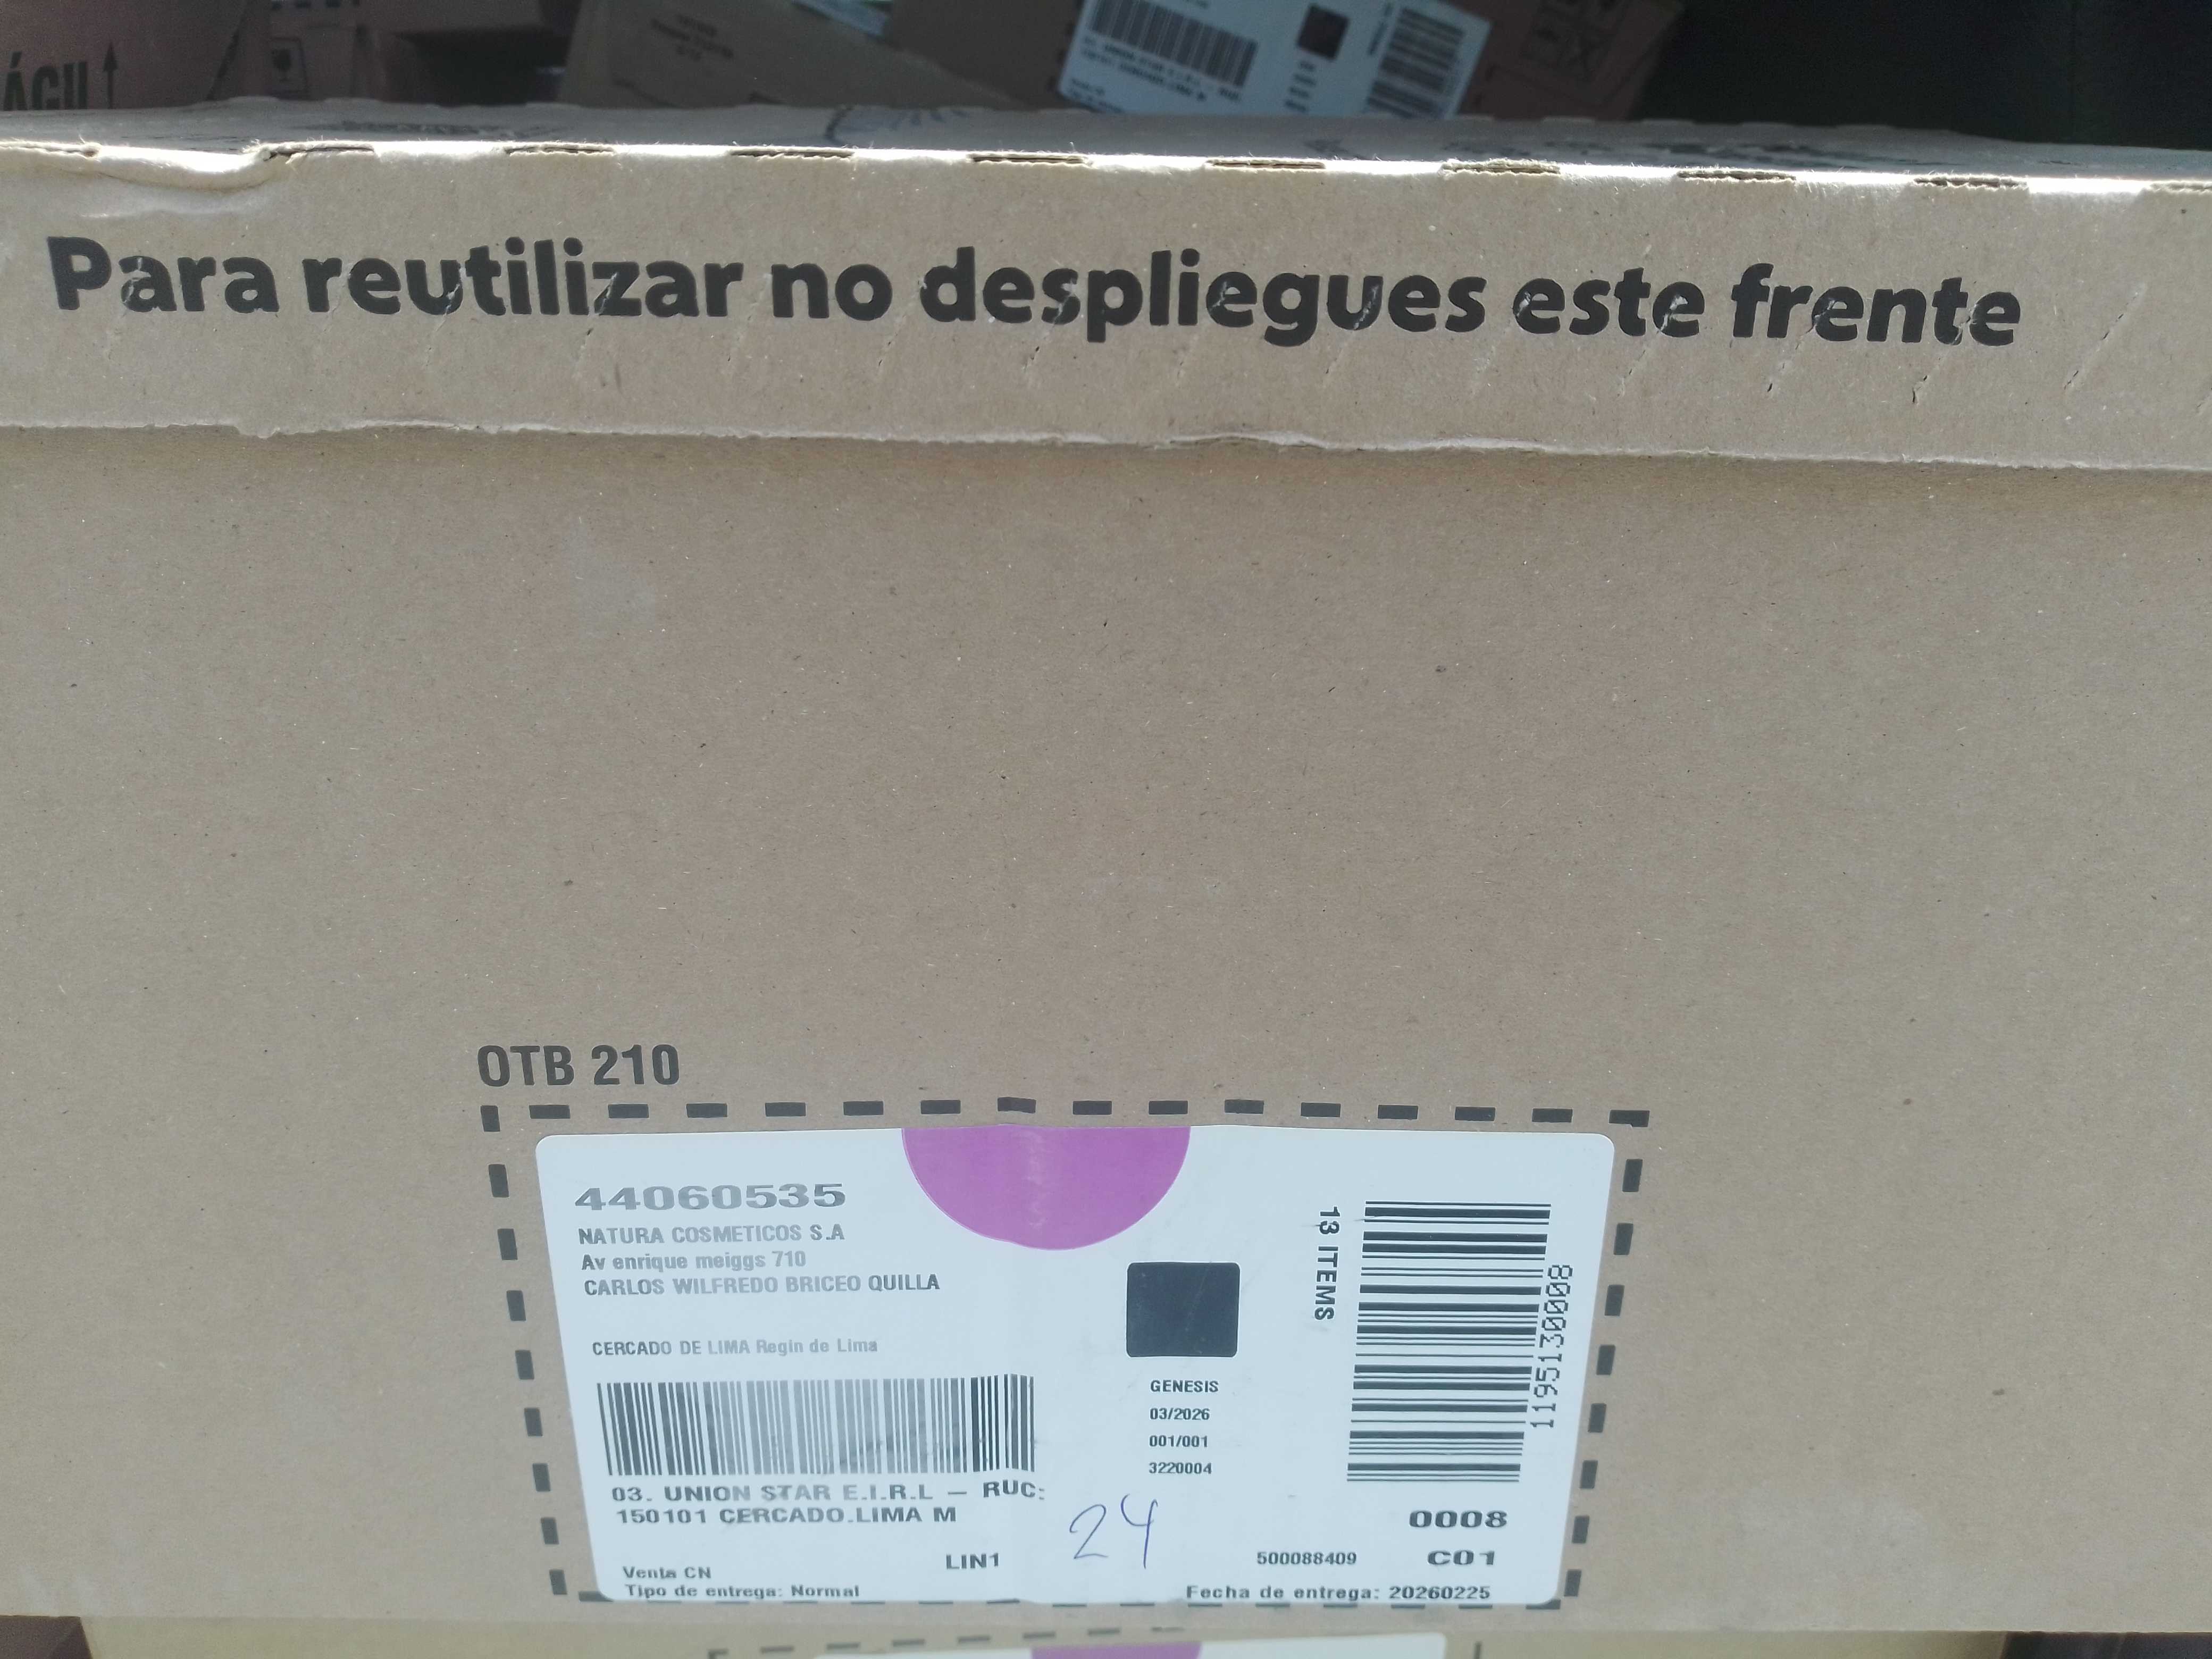 ÁGIL
Para reutilizar no despliegues este frente
OTB 210
44060535
NATURA COSMETICOS S.A
Av enrique meiggs 710
CARLOS WILFREDO BRICEO QUILLA
CERCADO DE LIMA Regin de Lima
03. UNION STAR E.I.R.L – RUC:
150101 CERCADO.LIMA M
Venta CN
LIN1
Tipo de entrega: Normal
24
GENESIS
03/2026
001/001
3220004
13 ITEMS
1195130008
0008
500088409
C01
Fecha de entrega: 20260225